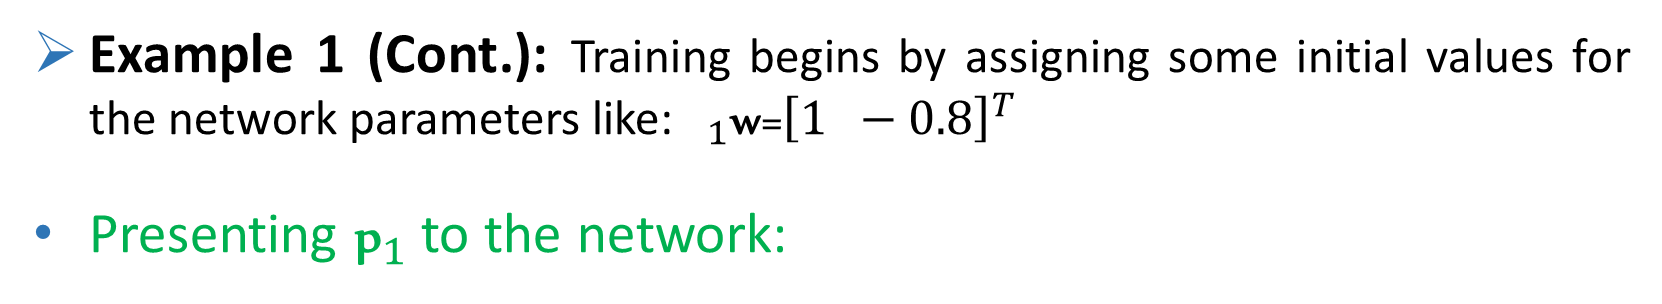 ➢ Example 1 (Cont.): Training begins by assigning some initial values for
the network parameters like: ₁𝐰=[1 − 0.8]ᵀ
• Presenting 𝐩₁ to the network: